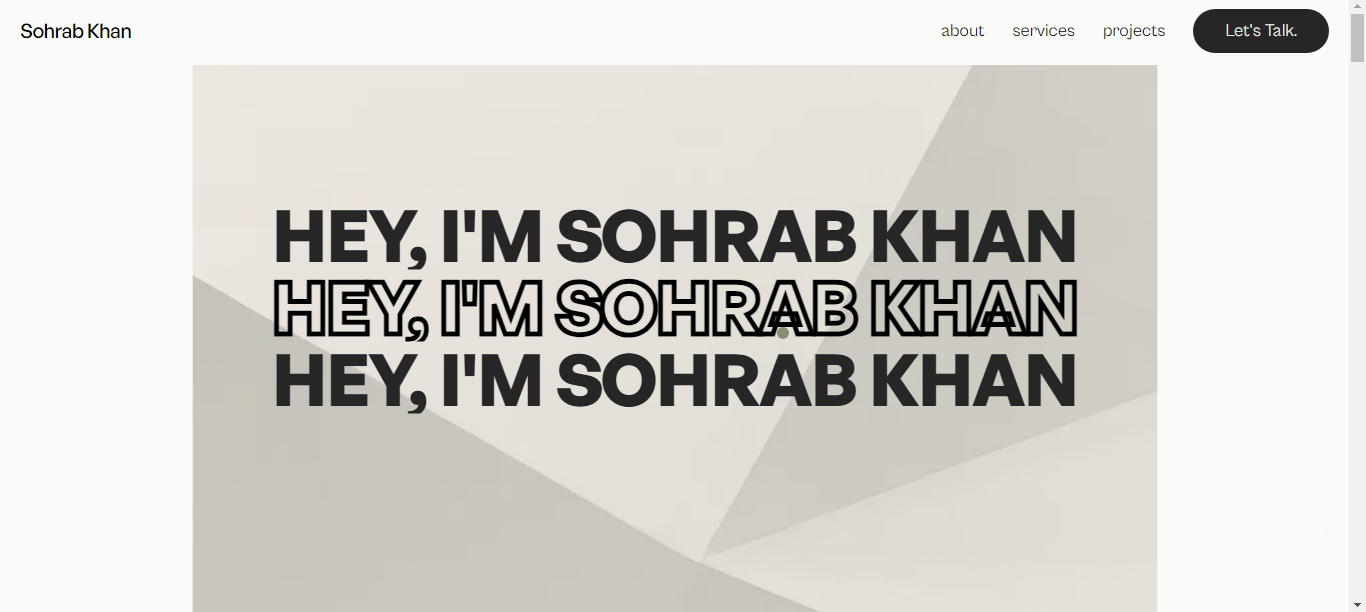 Sohrab Khan
about services projects Let's Talk.
HEY, I'M SOHRAB KHAN
HEY, I'M SOHRAB KHAN
HEY, I'M SOHRAB KHAN